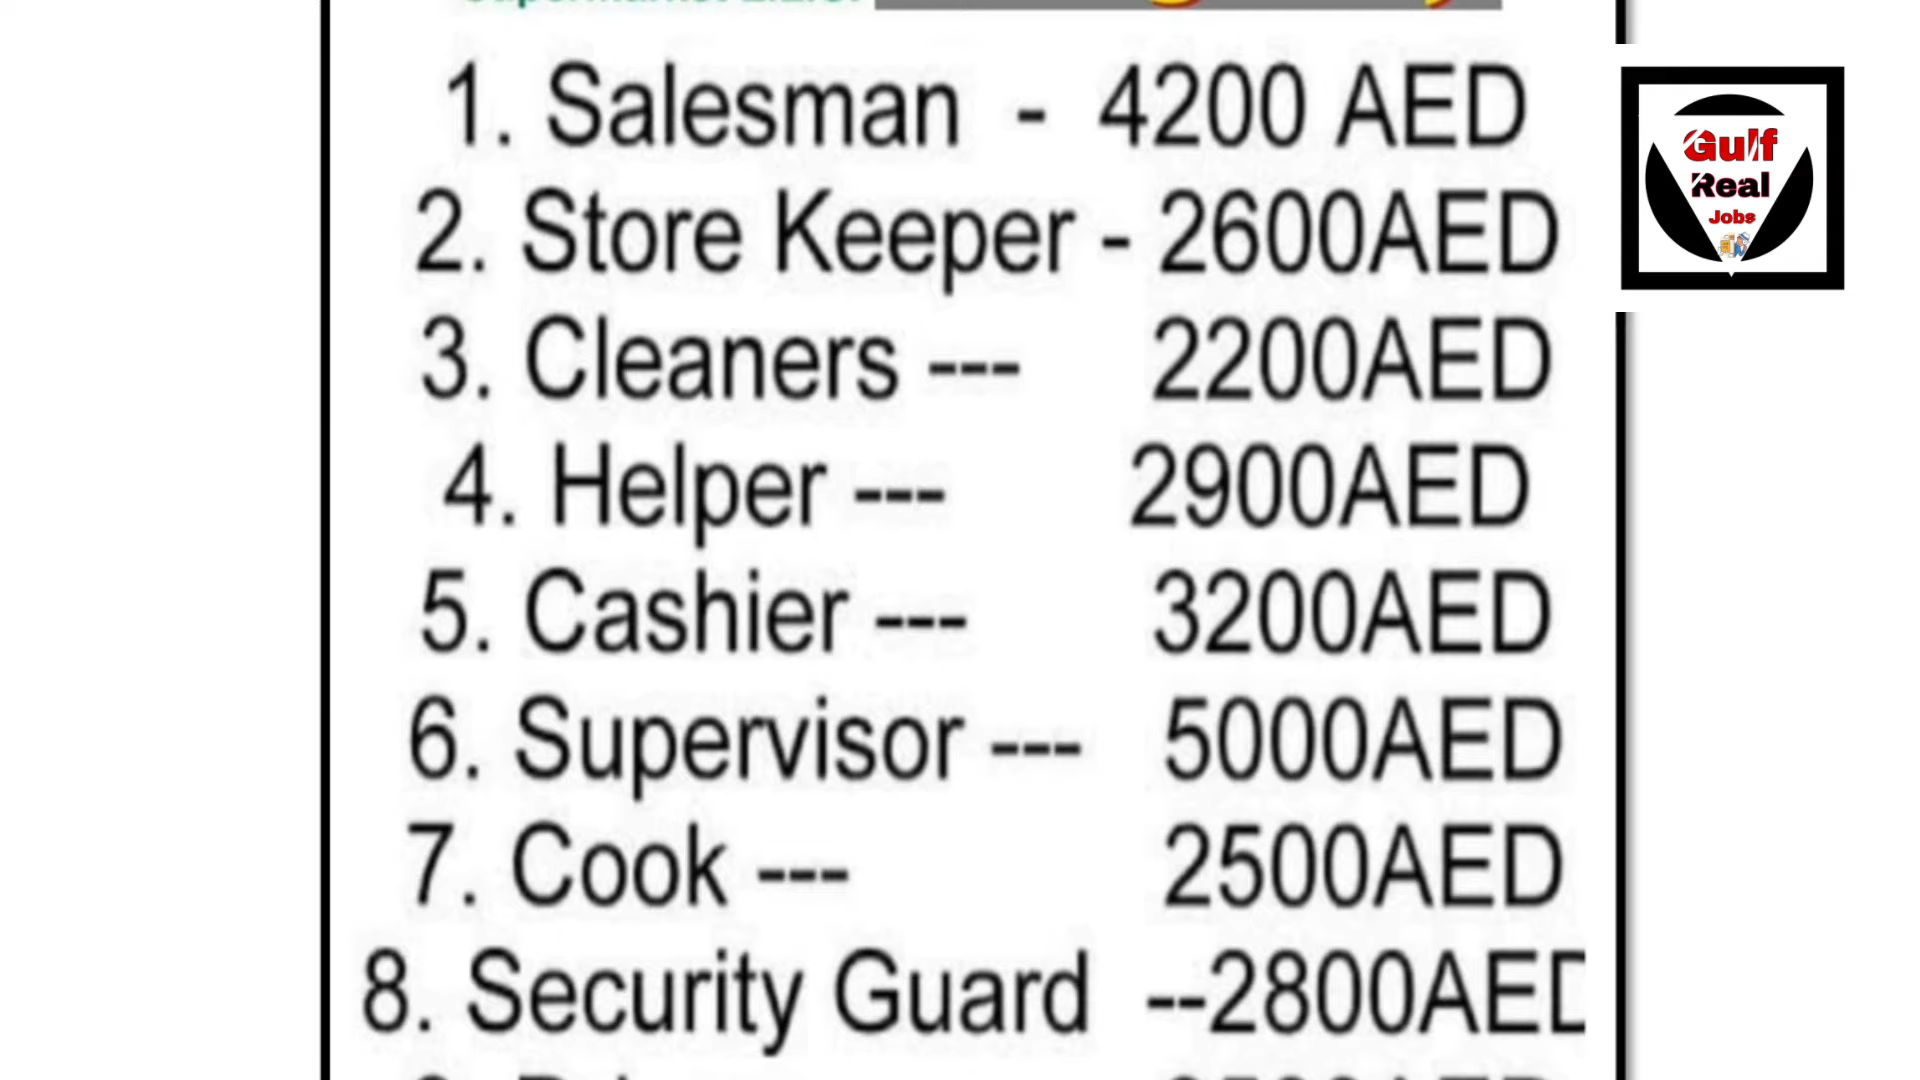 1. Salesman - 4200 AED
2. Store Keeper - 2600AED
3. Cleaners --- 2200AED
4. Helper --- 2900AED
5. Cashier --- 3200AED
6. Supervisor --- 5000AED
7. Cook --- 2500AED
8. Security Guard --2800AED
Gulf
Real
Jobs